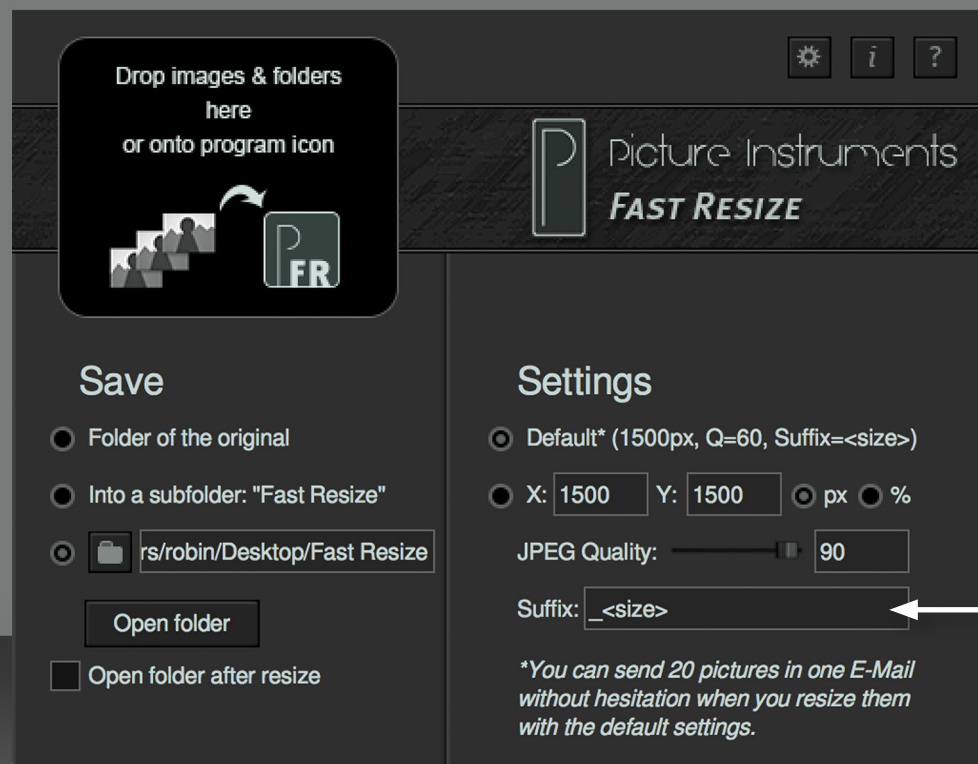 Drop images & folders
here
or onto program icon
FR
i
?
Picture Instruments
FAST RESIZE
Save
Folder of the original
Into a subfolder: "Fast Resize"
rs/robin/Desktop/Fast Resize
Open folder
Open folder after resize
Settings
Default* (1500px, Q=60, Suffix=<size>)
X: 1500 Y: 1500 px %
JPEG Quality: 90
Suffix: _<size>
*You can send 20 pictures in one E-Mail
without hesitation when you resize them
with the default settings.